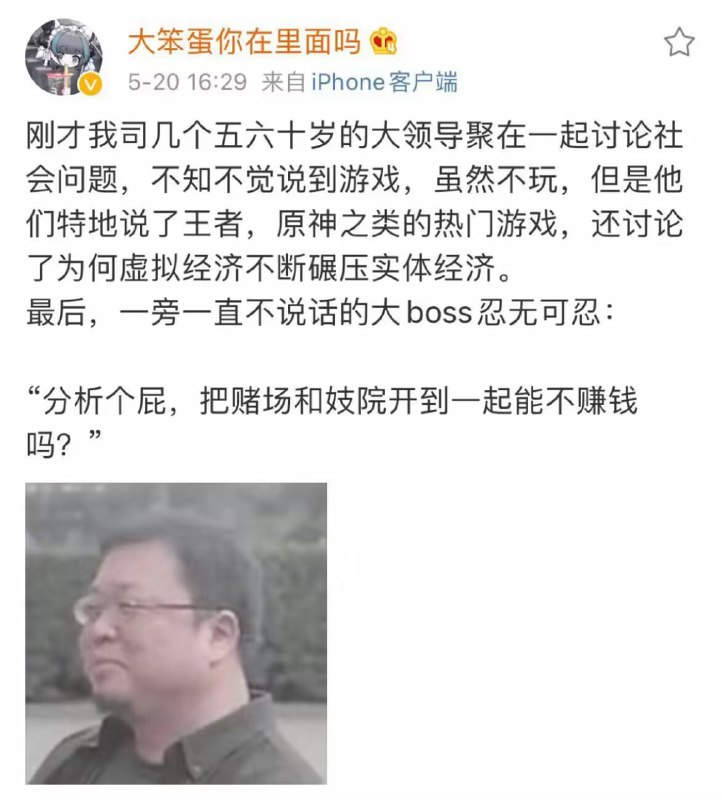 大笨蛋你在里面吗
5-20 16:29 来自 iPhone客户端
刚才我司几个五六十岁的大领导聚在一起讨论社
会问题，不知不觉说到游戏，虽然不玩，但是他
们特地说了王者，原神之类的热门游戏，还讨论
了为何虚拟经济不断碾压实体经济。
最后，一旁一直不说话的大boss忍无可忍：
“分析个屁，把赌场和妓院开到一起能不赚钱
吗？”